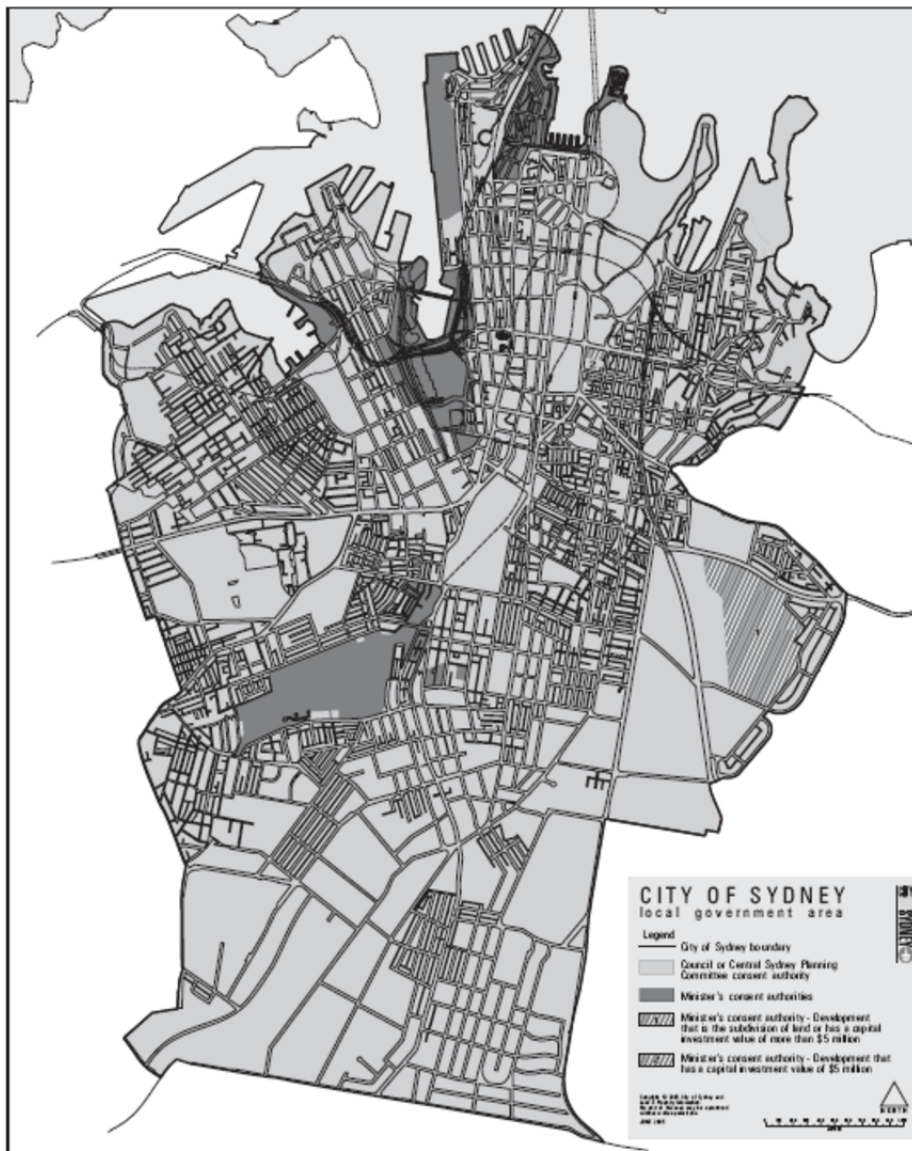 CITY OF SYDNEY
local government area
Legend
City of Sydney boundary
Council or Central Sydney Planning
Committee consent authority
Minister's consent authorities
Minister's consent authority - Development
that is the subdivision of land or has a capital
investment value of more than $5 million
Minister's consent authority - Development that
has a capital investment value of $5 million
NORTH